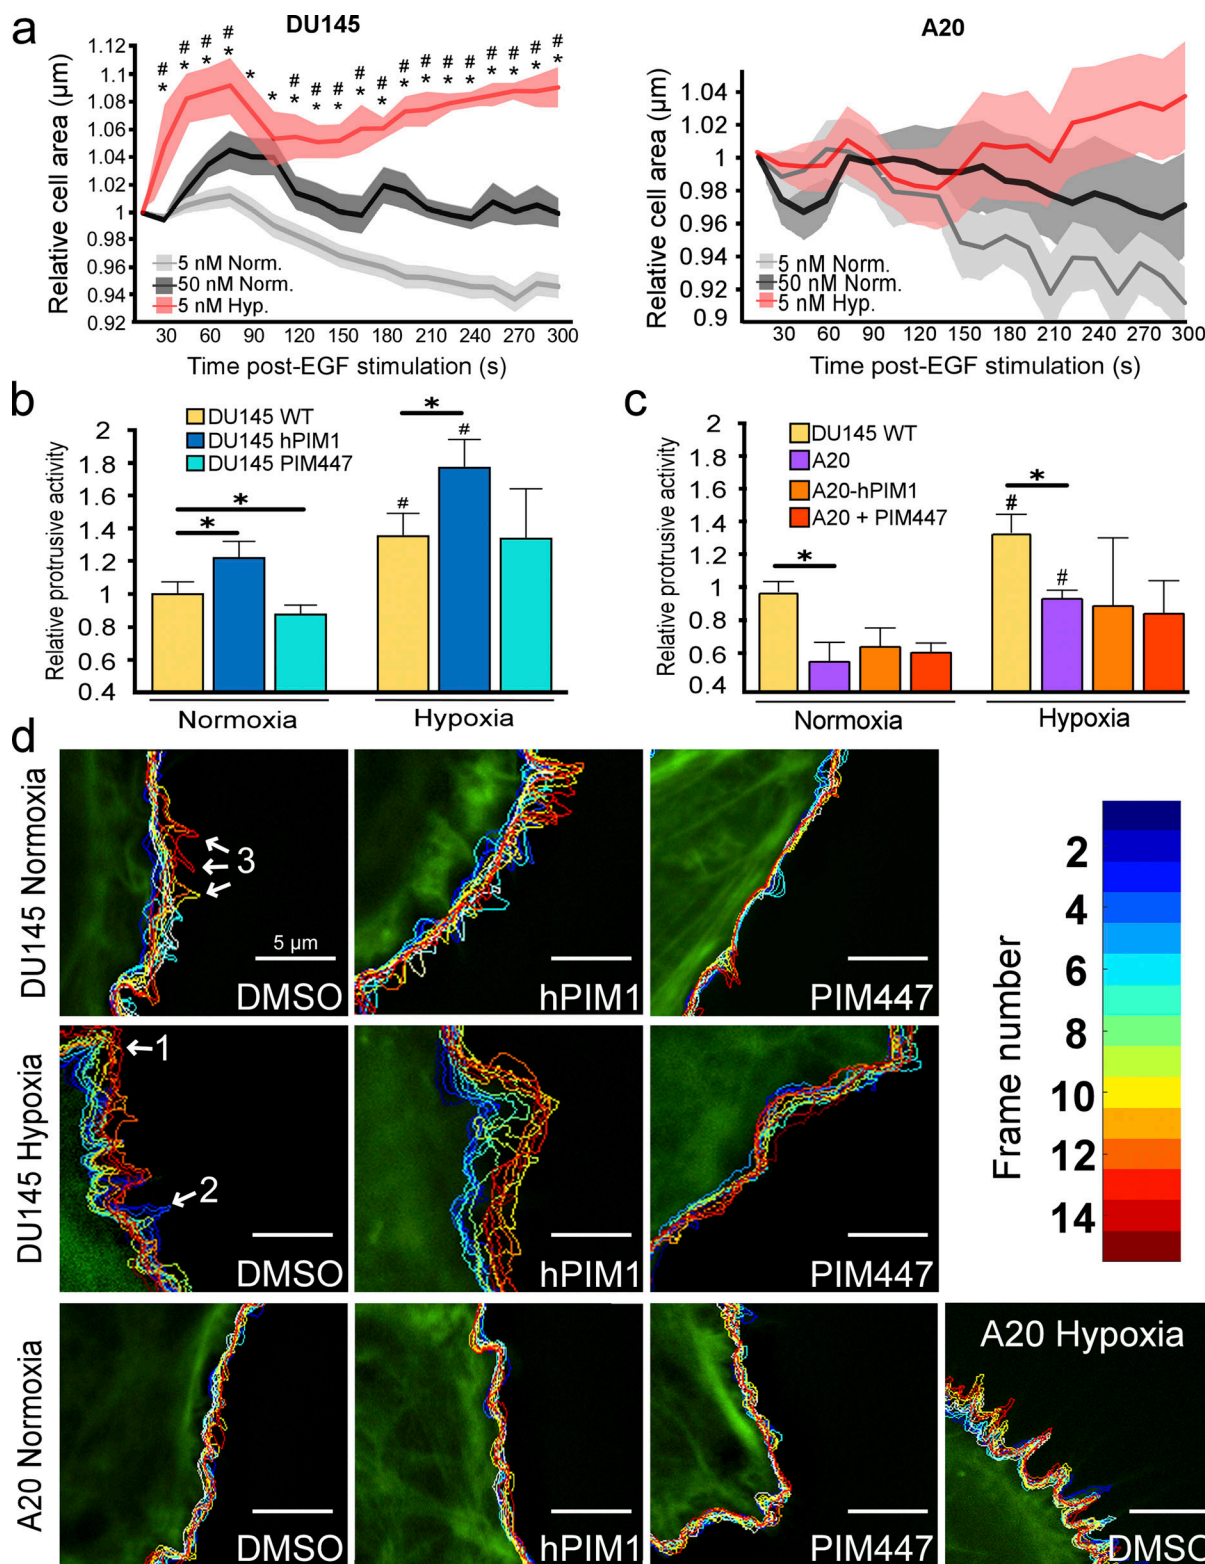 a
DU145
# # # # # # # # # # # # # # # # #
* * * * * * * * * * * * * * * * * * *
1.12
1.1
1.08
1.06
1.04
1.02
1
0.98
0.96
0.94
0.92
Relative cell area (µm)
5 nM Norm.
50 nM Norm.
5 nM Hyp.
30 60 90 120 150 180 210 240 270 300
Time post-EGF stimulation (s)
A20
1.04
1.02
1
0.98
0.96
0.94
0.92
0.9
Relative cell area (µm)
5 nM Norm.
50 nM Norm.
5 nM Hyp.
30 60 90 120 150 180 210 240 270 300
Time post-EGF stimulation (s)
b
DU145 WT
DU145 hPIM1
DU145 PIM447
2
1.8
1.6
1.4
1.2
1
0.8
0.6
0.4
Relative protrusive activity
*
*
*
#
#
Normoxia
Hypoxia
c
DU145 WT
A20
A20-hPIM1
A20 + PIM447
2
1.8
1.6
1.4
1.2
1
0.8
0.6
0.4
Relative protrusive activity
*
*
#
#
Normoxia
Hypoxia
d
DU145 Normoxia
3
5 µm
DMSO
hPIM1
PIM447
DU145 Hypoxia
1
2
DMSO
hPIM1
PIM447
Frame number
2
4
6
8
10
12
14
A20 Normoxia
DMSO
hPIM1
PIM447
A20 Hypoxia
DMSO